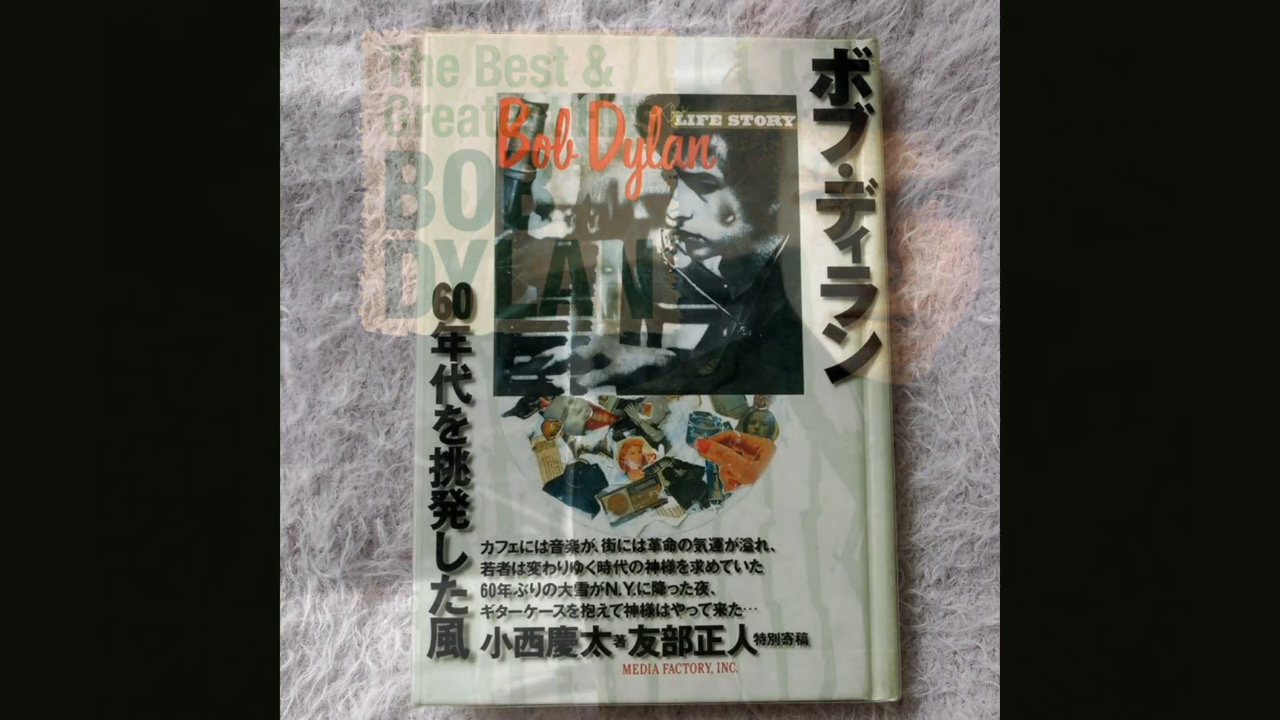 The Best &
Greatest Hits
BOB
DYLAN
Bob Dylan
The
LIFE STORY
ボブ・ディラン
60年代を挑発した風
カフェには音楽が、街には革命の気運が溢れ、
若者は変わりゆく時代の神様を求めていた
60年ぶりの大雪がN.Y.に降った夜、
ギターケースを抱えて神様はやって来た…
小西慶太著 友部正人特別寄稿
MEDIA FACTORY, INC.